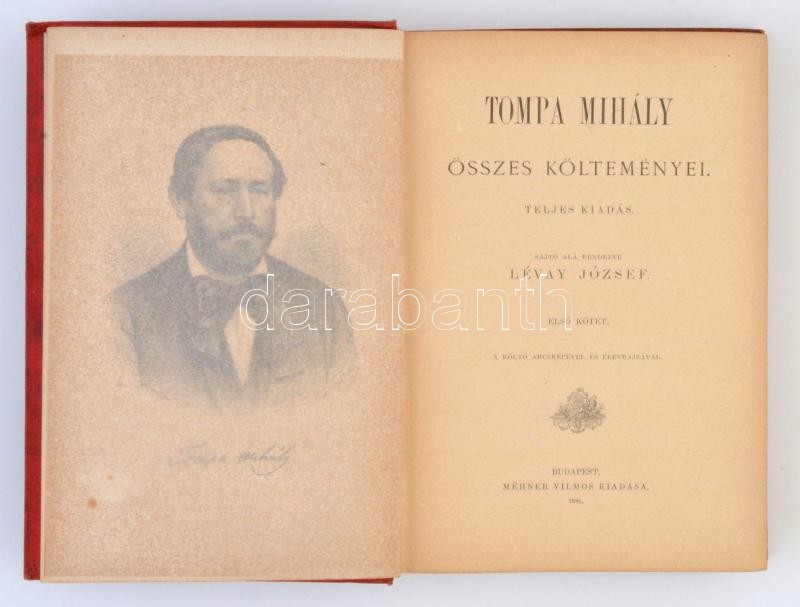 Tompa Mihály
TOMPA MIHÁLY
ÖSSZES KÖLTEMÉNYEI.
TELJES KIADÁS.
SAJTÓ ALÁ RENDEZTE
LÉVAY JÓZSEF.
ELSŐ KÖTET,
A KÖLTŐ ARCZKÉPÉVEL ÉS ÉLETRAJZÁVAL.
BUDAPEST,
MÉHNER VILMOS KIADÁSA,
darabanth